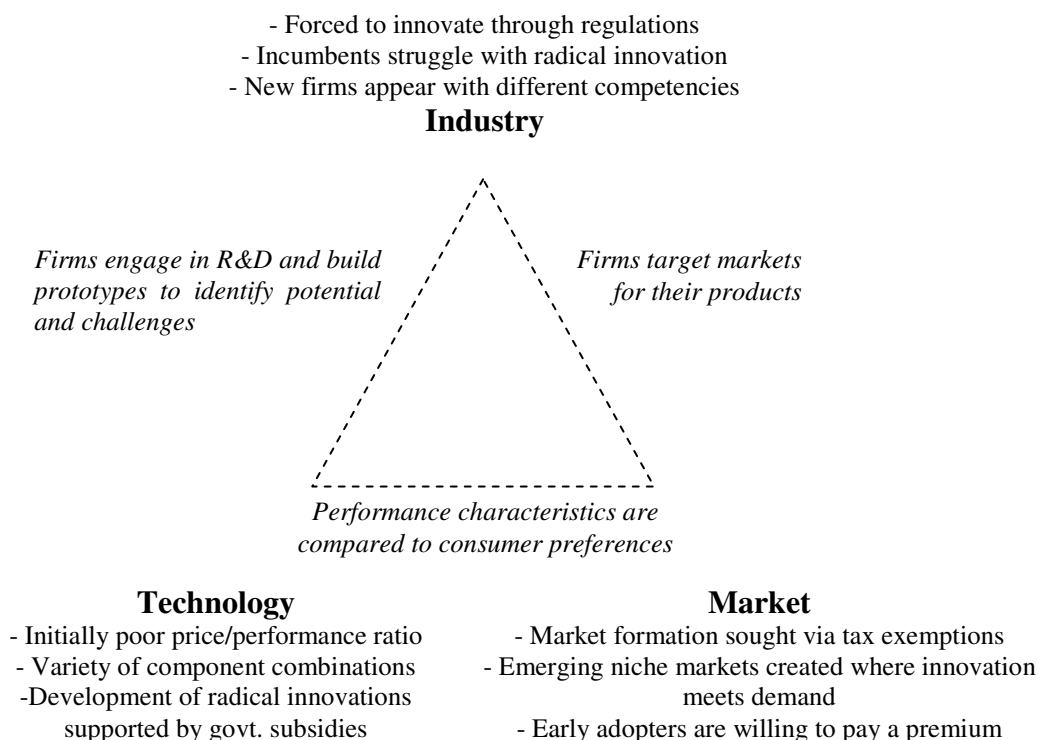 - Forced to innovate through regulations
- Incumbents struggle with radical innovation
- New firms appear with different competencies
Industry
Firms engage in R&D and build
prototypes to identify potential
and challenges
Firms target markets
for their products
Performance characteristics are
compared to consumer preferences
Technology
- Initially poor price/performance ratio
- Variety of component combinations
-Development of radical innovations
supported by govt. subsidies
Market
- Market formation sought via tax exemptions
- Emerging niche markets created where innovation
meets demand
- Early adopters are willing to pay a premium